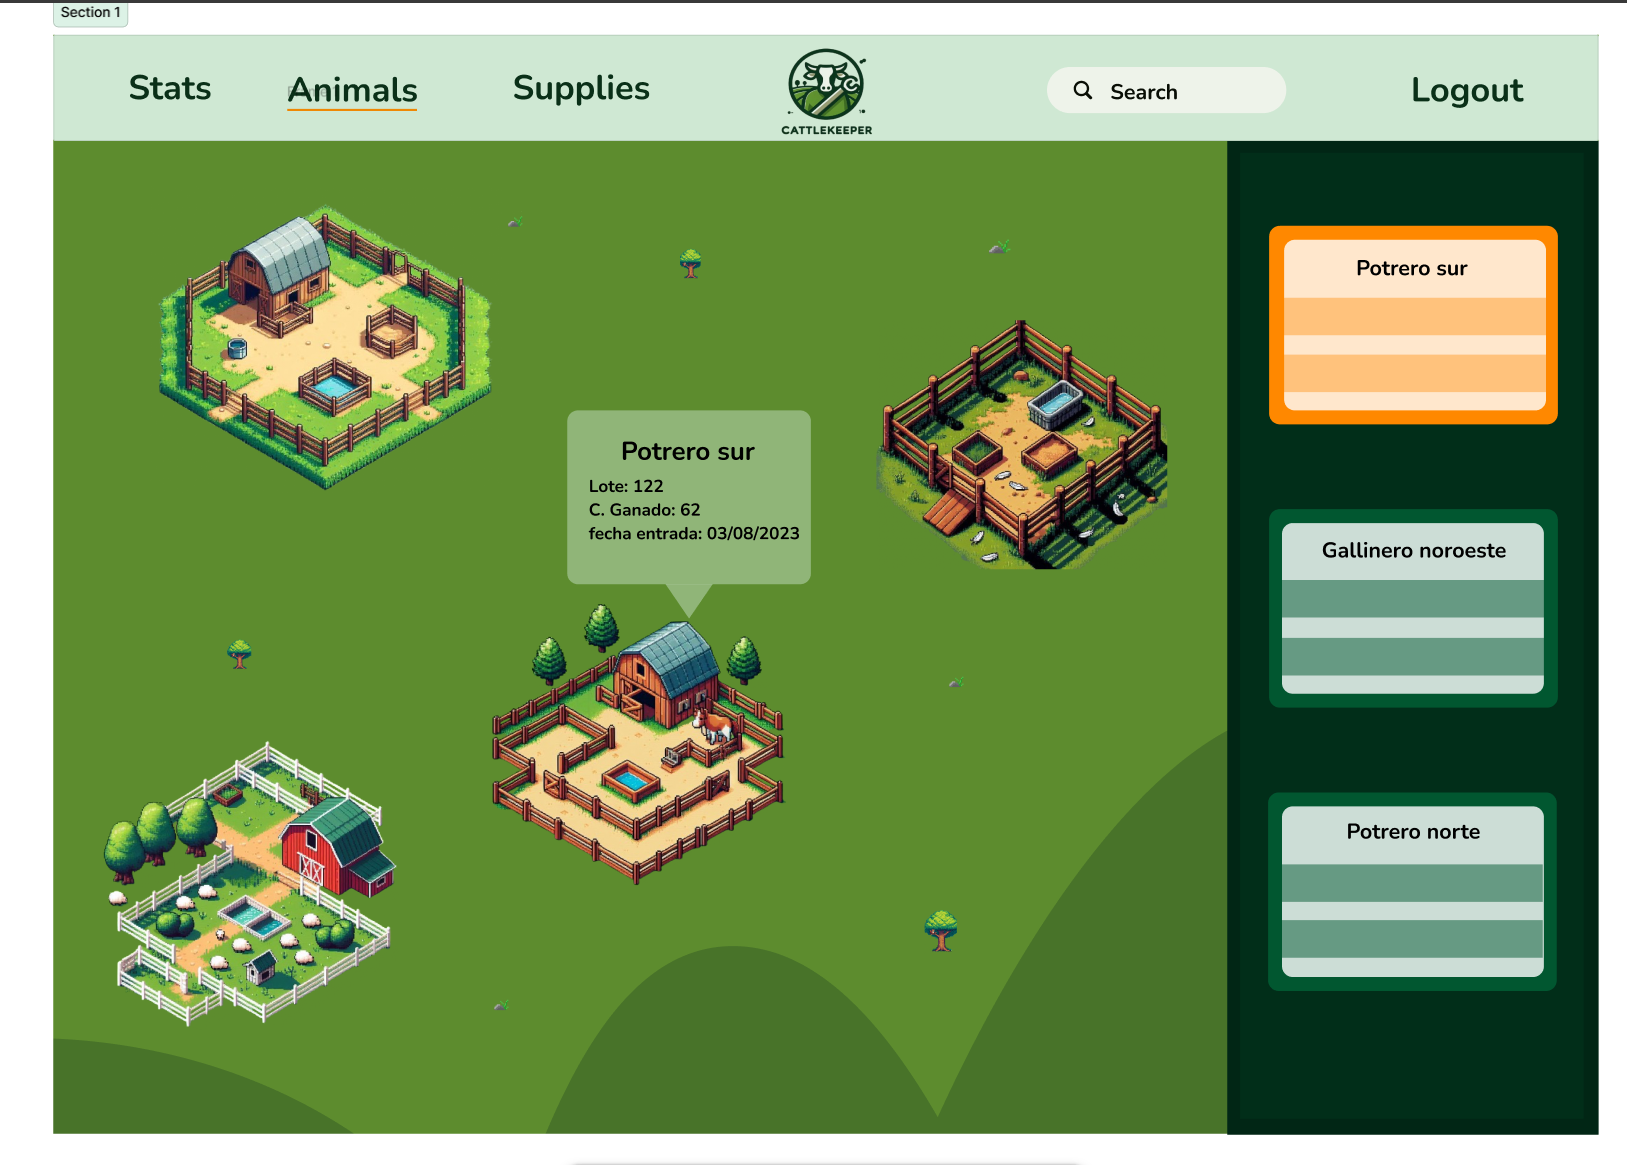 Section 1
Stats
Animals
Supplies
CATTLEKEEPER
Search
Logout
Potrero sur
Lote: 122
C. Ganado: 62
fecha entrada: 03/08/2023
Potrero sur
Gallinero noroeste
Potrero norte